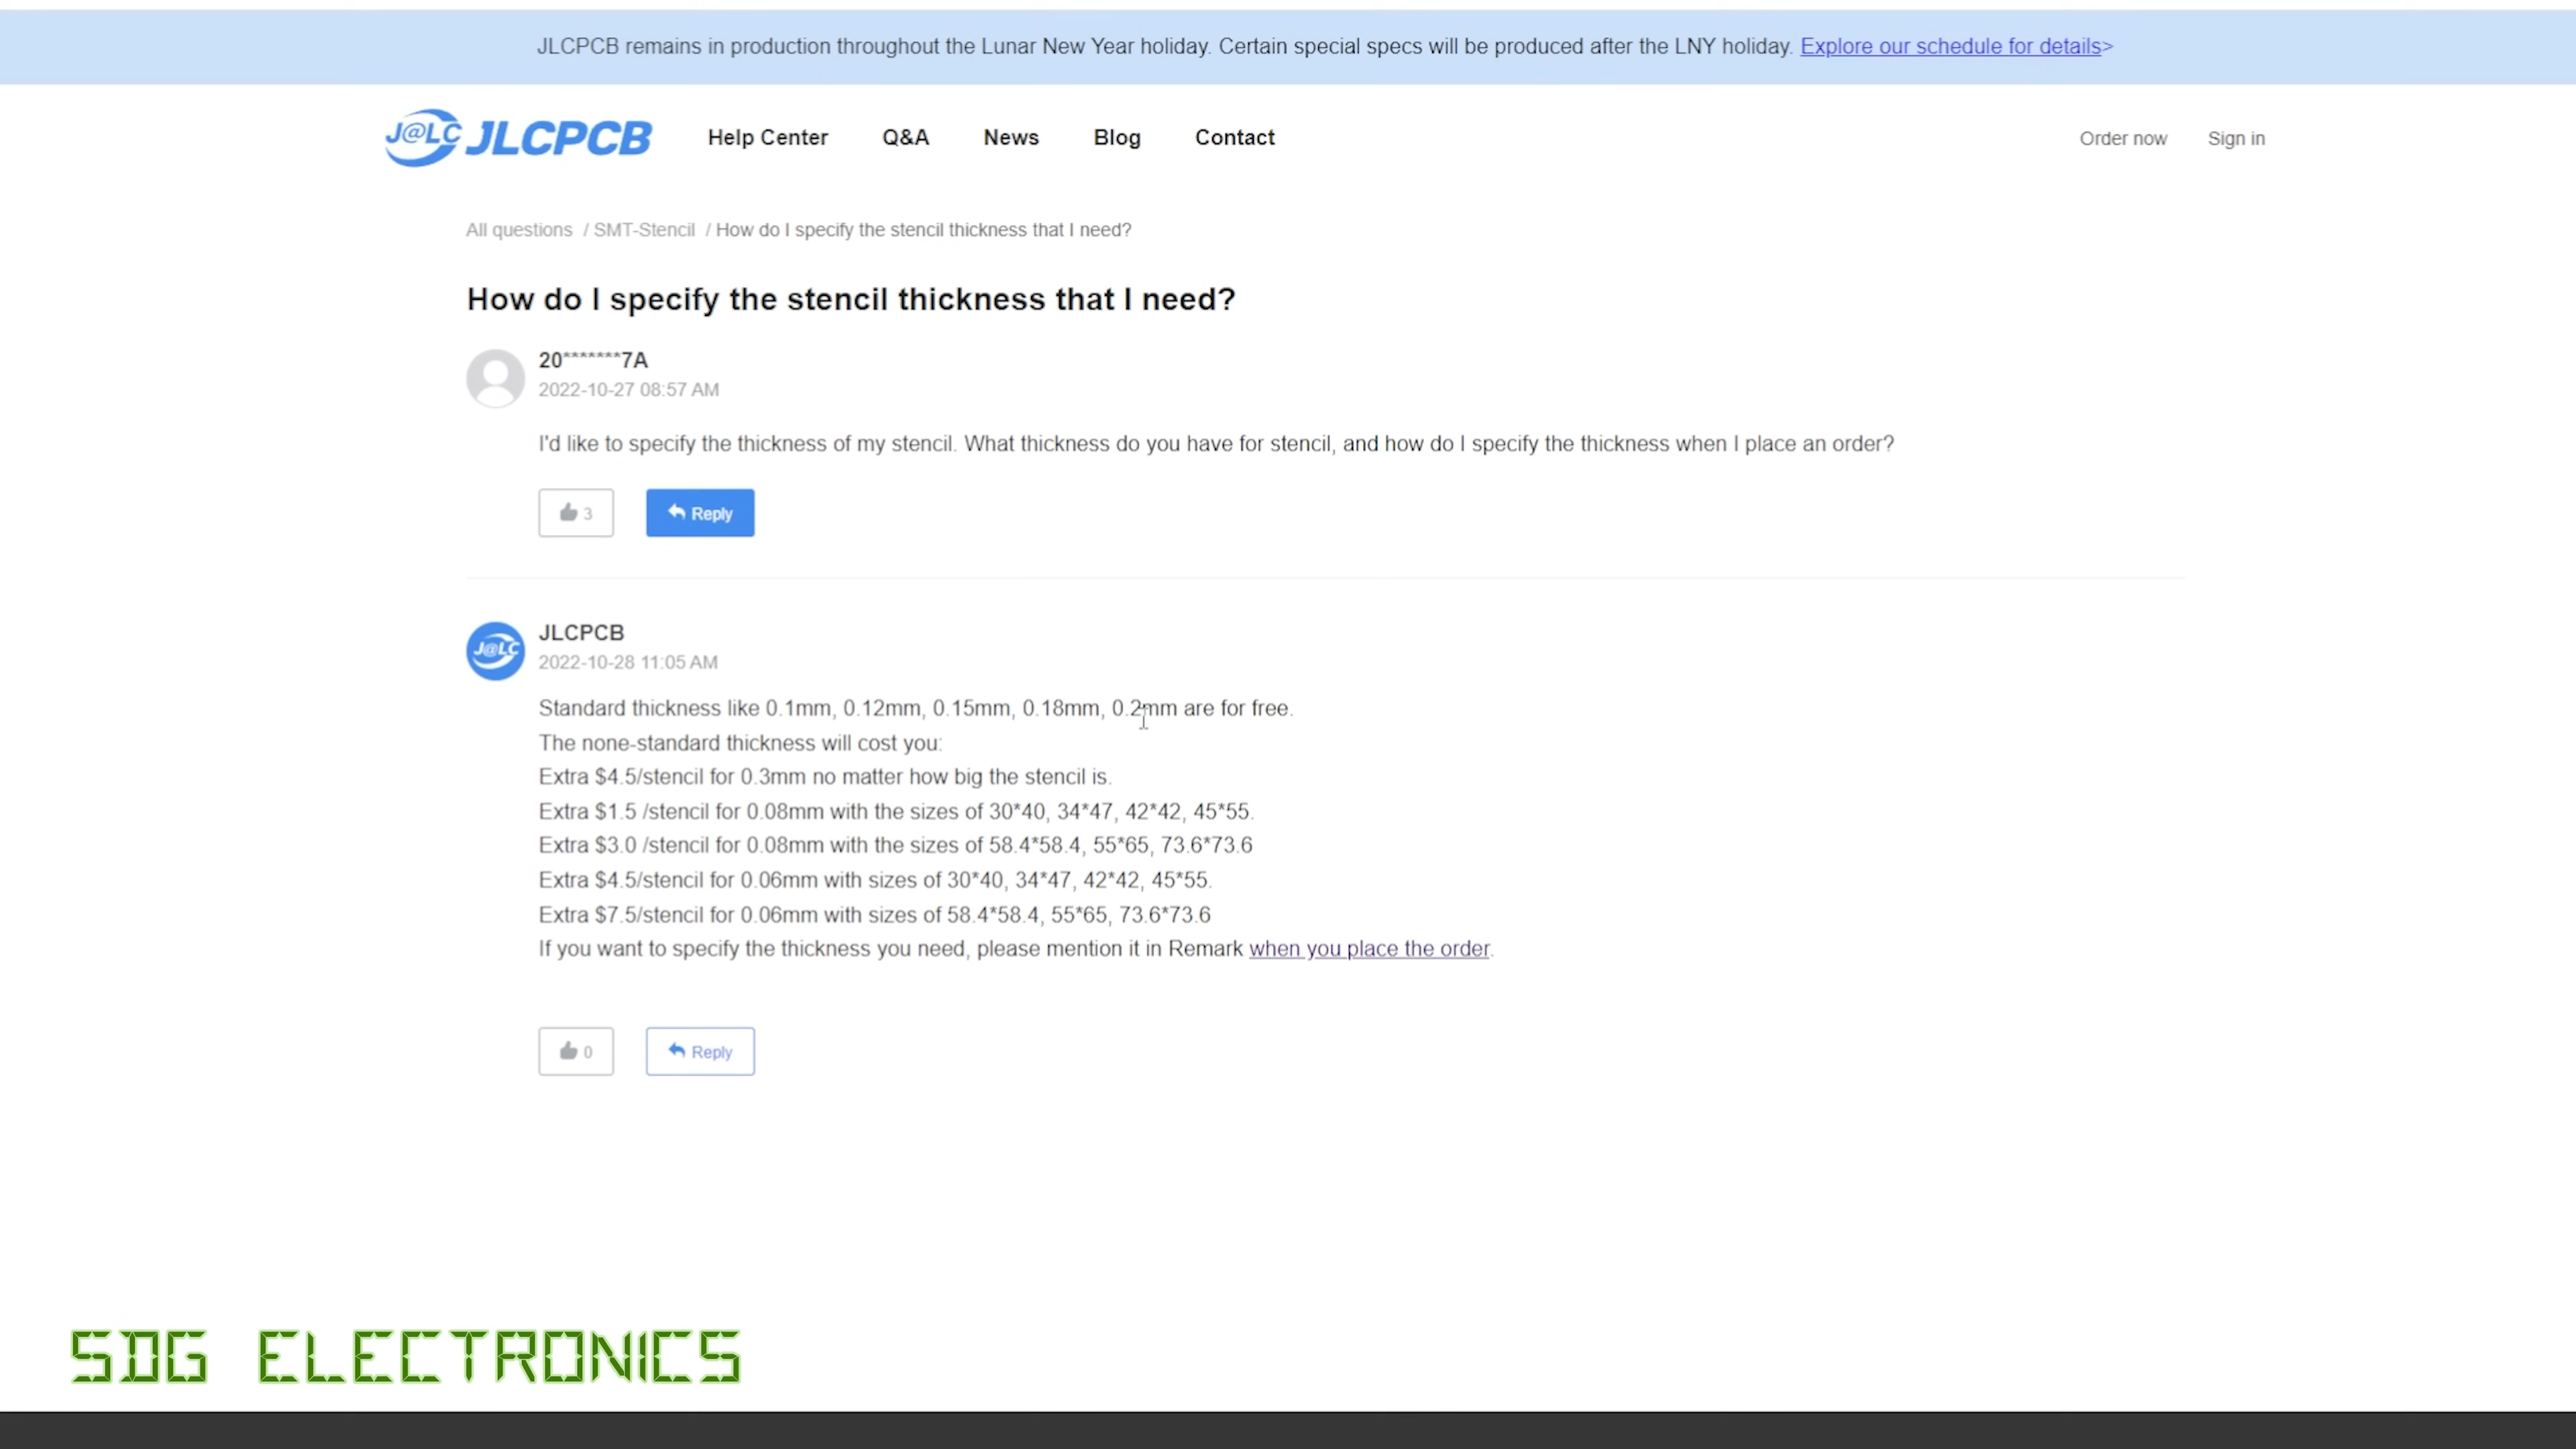 JLCPCB remains in production throughout the Lunar New Year holiday. Certain special specs will be produced after the LNY holiday. Explore our schedule for details>
J@LC JLCPCB Help Center Q&A News Blog Contact Order now Sign in
All questions / SMT-Stencil / How do I specify the stencil thickness that I need?
How do I specify the stencil thickness that I need?
20*******7A
2022-10-27 08:57 AM
I'd like to specify the thickness of my stencil. What thickness do you have for stencil, and how do I specify the thickness when I place an order?
3 Reply
J@LC JLCPCB
2022-10-28 11:05 AM
Standard thickness like 0.1mm, 0.12mm, 0.15mm, 0.18mm, 0.2mm are for free.
The none-standard thickness will cost you:
Extra $4.5/stencil for 0.3mm no matter how big the stencil is.
Extra $1.5 /stencil for 0.08mm with the sizes of 30*40, 34*47, 42*42, 45*55.
Extra $3.0 /stencil for 0.08mm with the sizes of 58.4*58.4, 55*65, 73.6*73.6
Extra $4.5/stencil for 0.06mm with sizes of 30*40, 34*47, 42*42, 45*55.
Extra $7.5/stencil for 0.06mm with sizes of 58.4*58.4, 55*65, 73.6*73.6
If you want to specify the thickness you need, please mention it in Remark when you place the order.
0 Reply
SDG ELECTRONICS